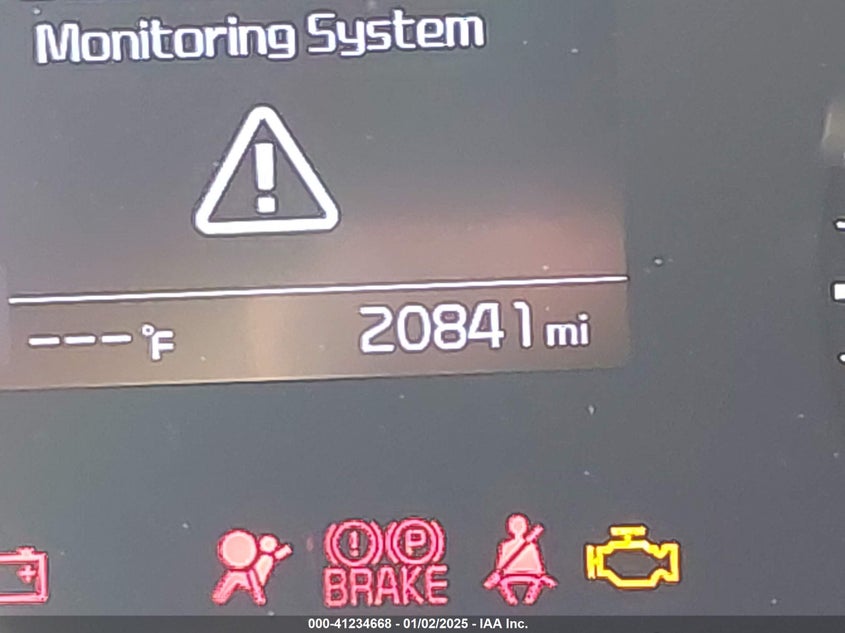 Monitoring System
---°F 20841 mi
P
BRAKE
000-41234668 - 01/02/2025 - IAA Inc.